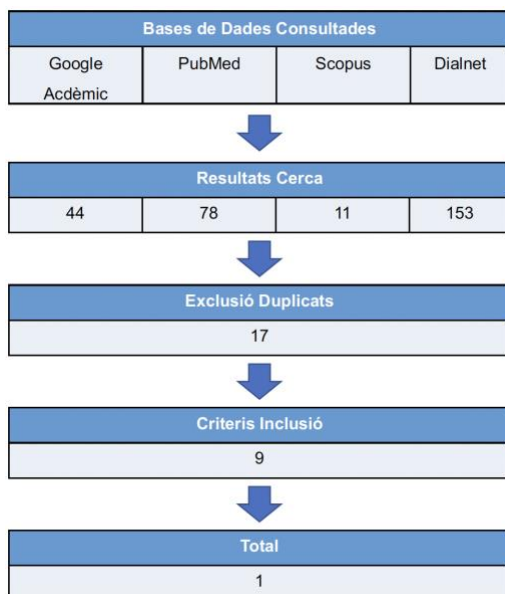 Bases de Dades Consultades
Google PubMed Scopus Dialnet
Acdèmic
Resultats Cerca
44 78 11 153
Exclusió Duplicats
17
Criteris Inclusió
9
Total
1